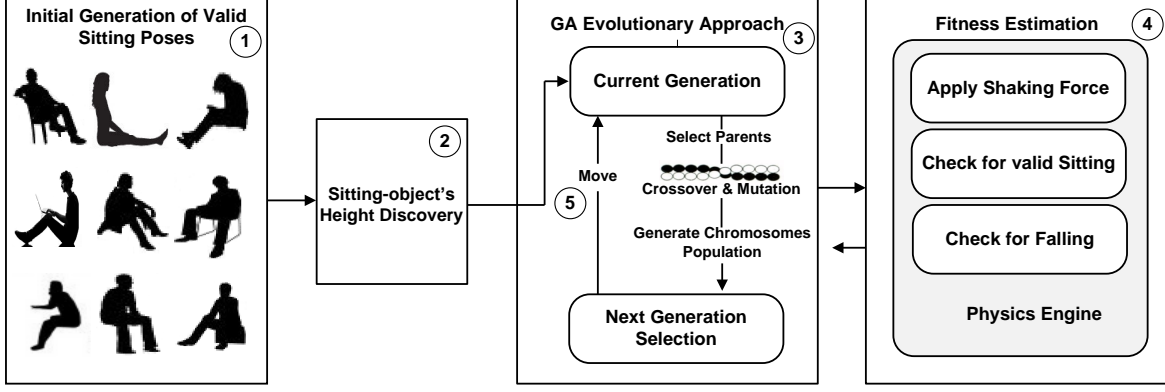 Initial Generation of Valid
Sitting Poses
1
2
Sitting-object's
Height Discovery
GA Evolutionary Approach
3
Current Generation
Select Parents
Move
Crossover & Mutation
5
Generate Chromosomes
Population
Next Generation
Selection
Fitness Estimation
4
Apply Shaking Force
Check for valid Sitting
Check for Falling
Physics Engine